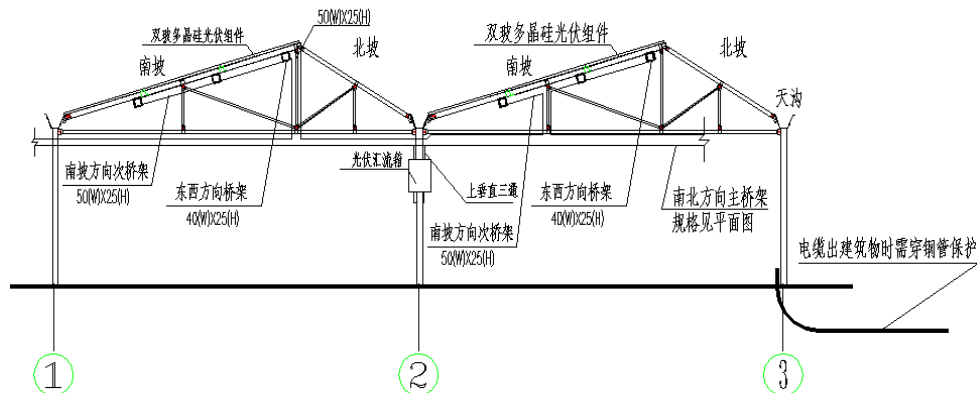 50(W)X25(H)
双玻多晶硅光伏组件
北坡
南坡
双玻多晶硅光伏组件
北坡
南坡
天沟
南坡方向次桥架
50(W)X25(H)
东西方向桥架
40(W)X25(H)
光伏汇流箱
上垂直三通
南坡方向次桥架
50(W)X25(H)
东西方向桥架
40(W)X25(H)
南北方向主桥架
规格见平面图
电缆出建筑物时需穿钢管保护
1
2
3